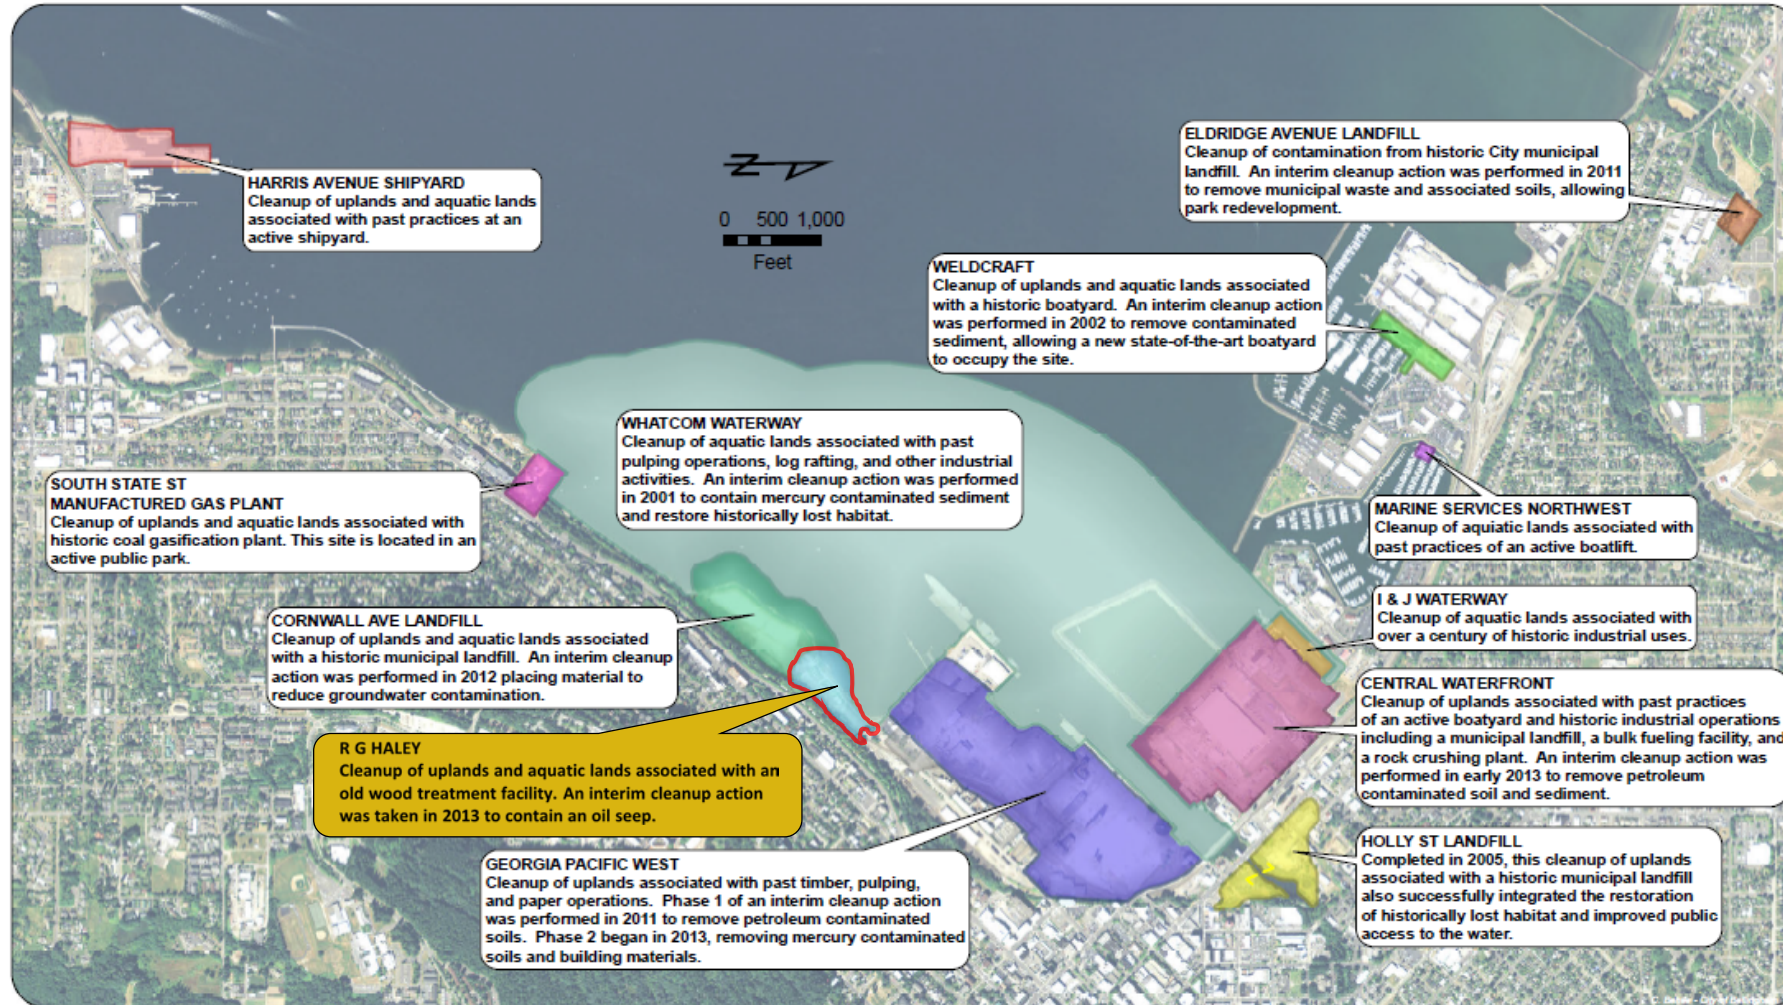 HARRIS AVENUE SHIPYARD
Cleanup of uplands and aquatic lands
associated with past practices at an
active shipyard.
N
0 500 1,000
Feet
ELDRIDGE AVENUE LANDFILL
Cleanup of contamination from historic City municipal
landfill. An interim cleanup action was performed in 2011
to remove municipal waste and associated soils, allowing
park redevelopment.
WELDCRAFT
Cleanup of uplands and aquatic lands associated
with a historic boatyard. An interim cleanup action
was performed in 2002 to remove contaminated
sediment, allowing a new state-of-the-art boatyard
to occupy the site.
WHATCOM WATERWAY
Cleanup of aquatic lands associated with past
pulping operations, log rafting, and other industrial
activities. An interim cleanup action was performed
in 2001 to contain mercury contaminated sediment
and restore historically lost habitat.
SOUTH STATE ST
MANUFACTURED GAS PLANT
Cleanup of uplands and aquatic lands associated with
historic coal gasification plant. This site is located in an
active public park.
MARINE SERVICES NORTHWEST
Cleanup of aquiatic lands associated with
past practices of an active boatlift.
I & J WATERWAY
Cleanup of aquatic lands associated with
over a century of historic industrial uses.
CORNWALL AVE LANDFILL
Cleanup of uplands and aquatic lands associated
with a historic municipal landfill. An interim cleanup
action was performed in 2012 placing material to
reduce groundwater contamination.
CENTRAL WATERFRONT
Cleanup of uplands associated with past practices
of an active boatyard and historic industrial operations
including a municipal landfill, a bulk fueling facility, and
a rock crushing plant. An interim cleanup action was
performed in early 2013 to remove petroleum
contaminated soil and sediment.
R G HALEY
Cleanup of uplands and aquatic lands associated with an
old wood treatment facility. An interim cleanup action
was taken in 2013 to contain an oil seep.
GEORGIA PACIFIC WEST
Cleanup of uplands associated with past timber, pulping,
and paper operations. Phase 1 of an interim cleanup action
was performed in 2011 to remove petroleum contaminated
soils. Phase 2 began in 2013, removing mercury contaminated
soils and building materials.
HOLLY ST LANDFILL
Completed in 2005, this cleanup of uplands
associated with a historic municipal landfill
also successfully integrated the restoration
of historically lost habitat and improved public
access to the water.